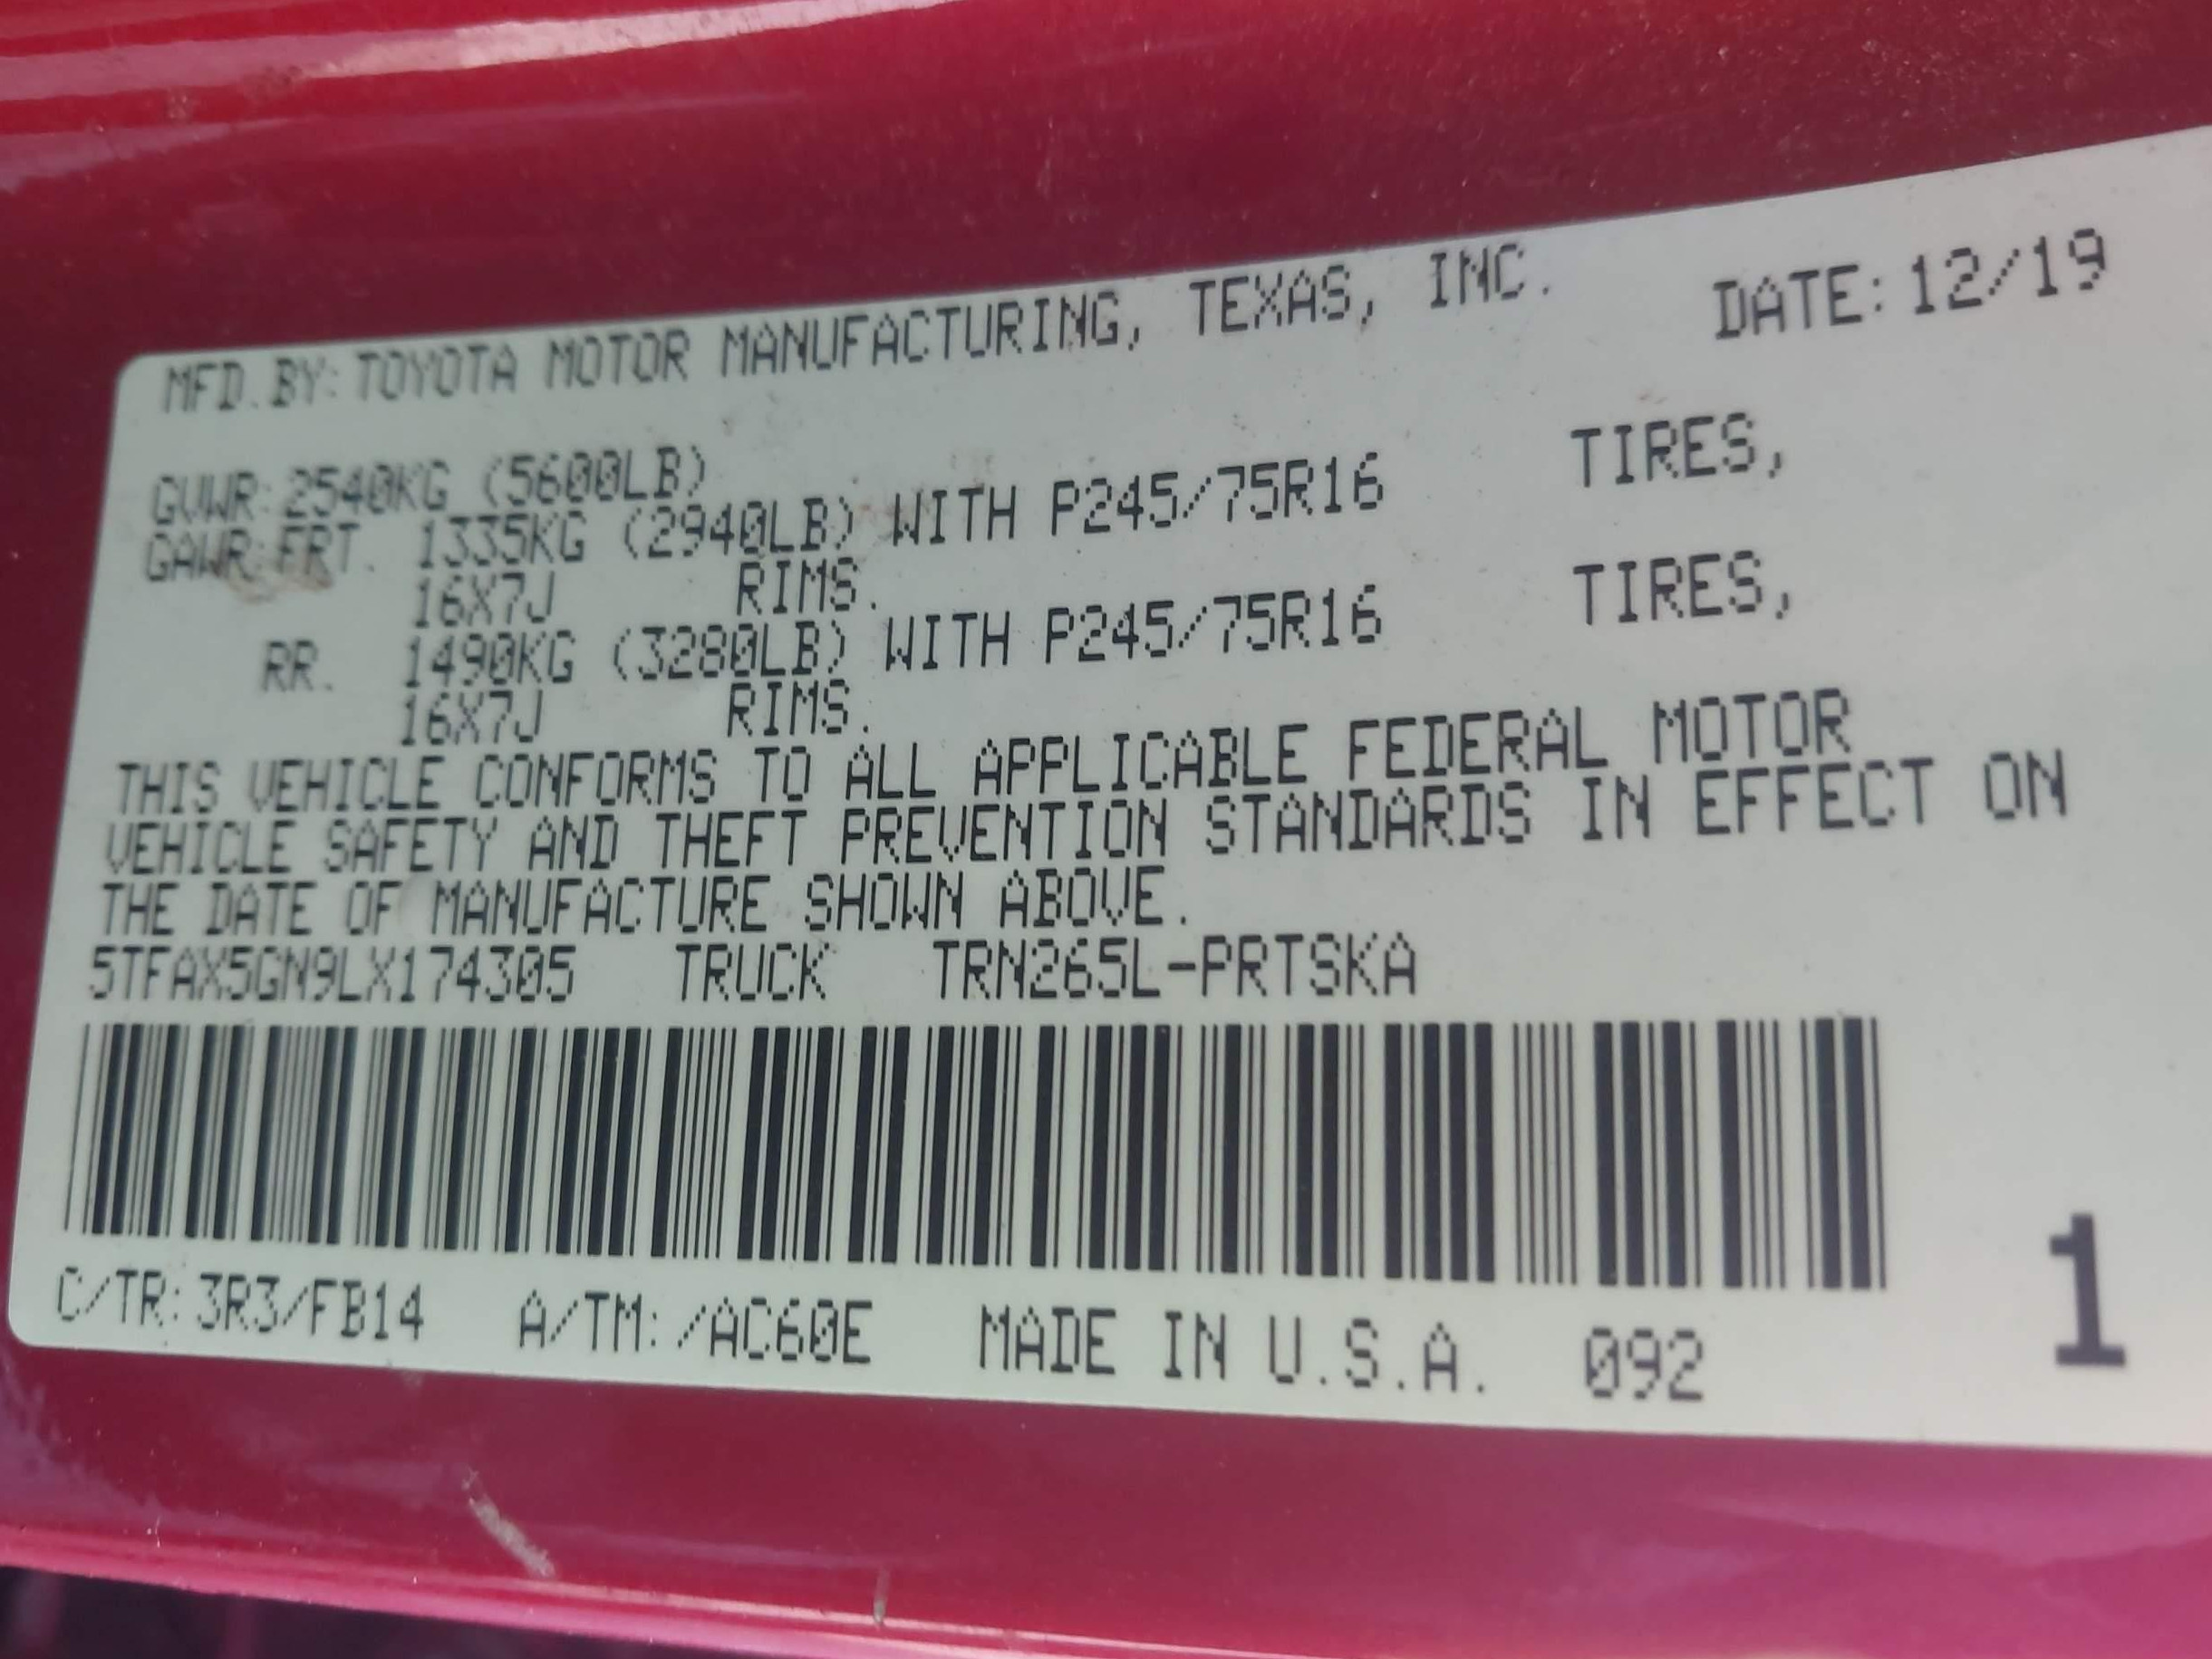 MFD.BY:TOYOTA MOTOR MANUFACTURING, TEXAS, INC. DATE:12/19
GVWR:2540KG (5600LB)
GAWR:FRT. 1335KG (2940LB) WITH P245/75R16 TIRES,
16X7J RIMS.
RR. 1490KG (3280LB) WITH P245/75R16 TIRES,
16X7J RIMS.
THIS VEHICLE CONFORMS TO ALL APPLICABLE FEDERAL MOTOR
VEHICLE SAFETY AND THEFT PREVENTION STANDARDS IN EFFECT ON
THE DATE OF MANUFACTURE SHOWN ABOVE.
5TFAX5GN9LX174305 TRUCK TRN265L-PRTSKA
C/TR:3R3/FB14 A/TM:/AC60E MADE IN U.S.A. 092
1